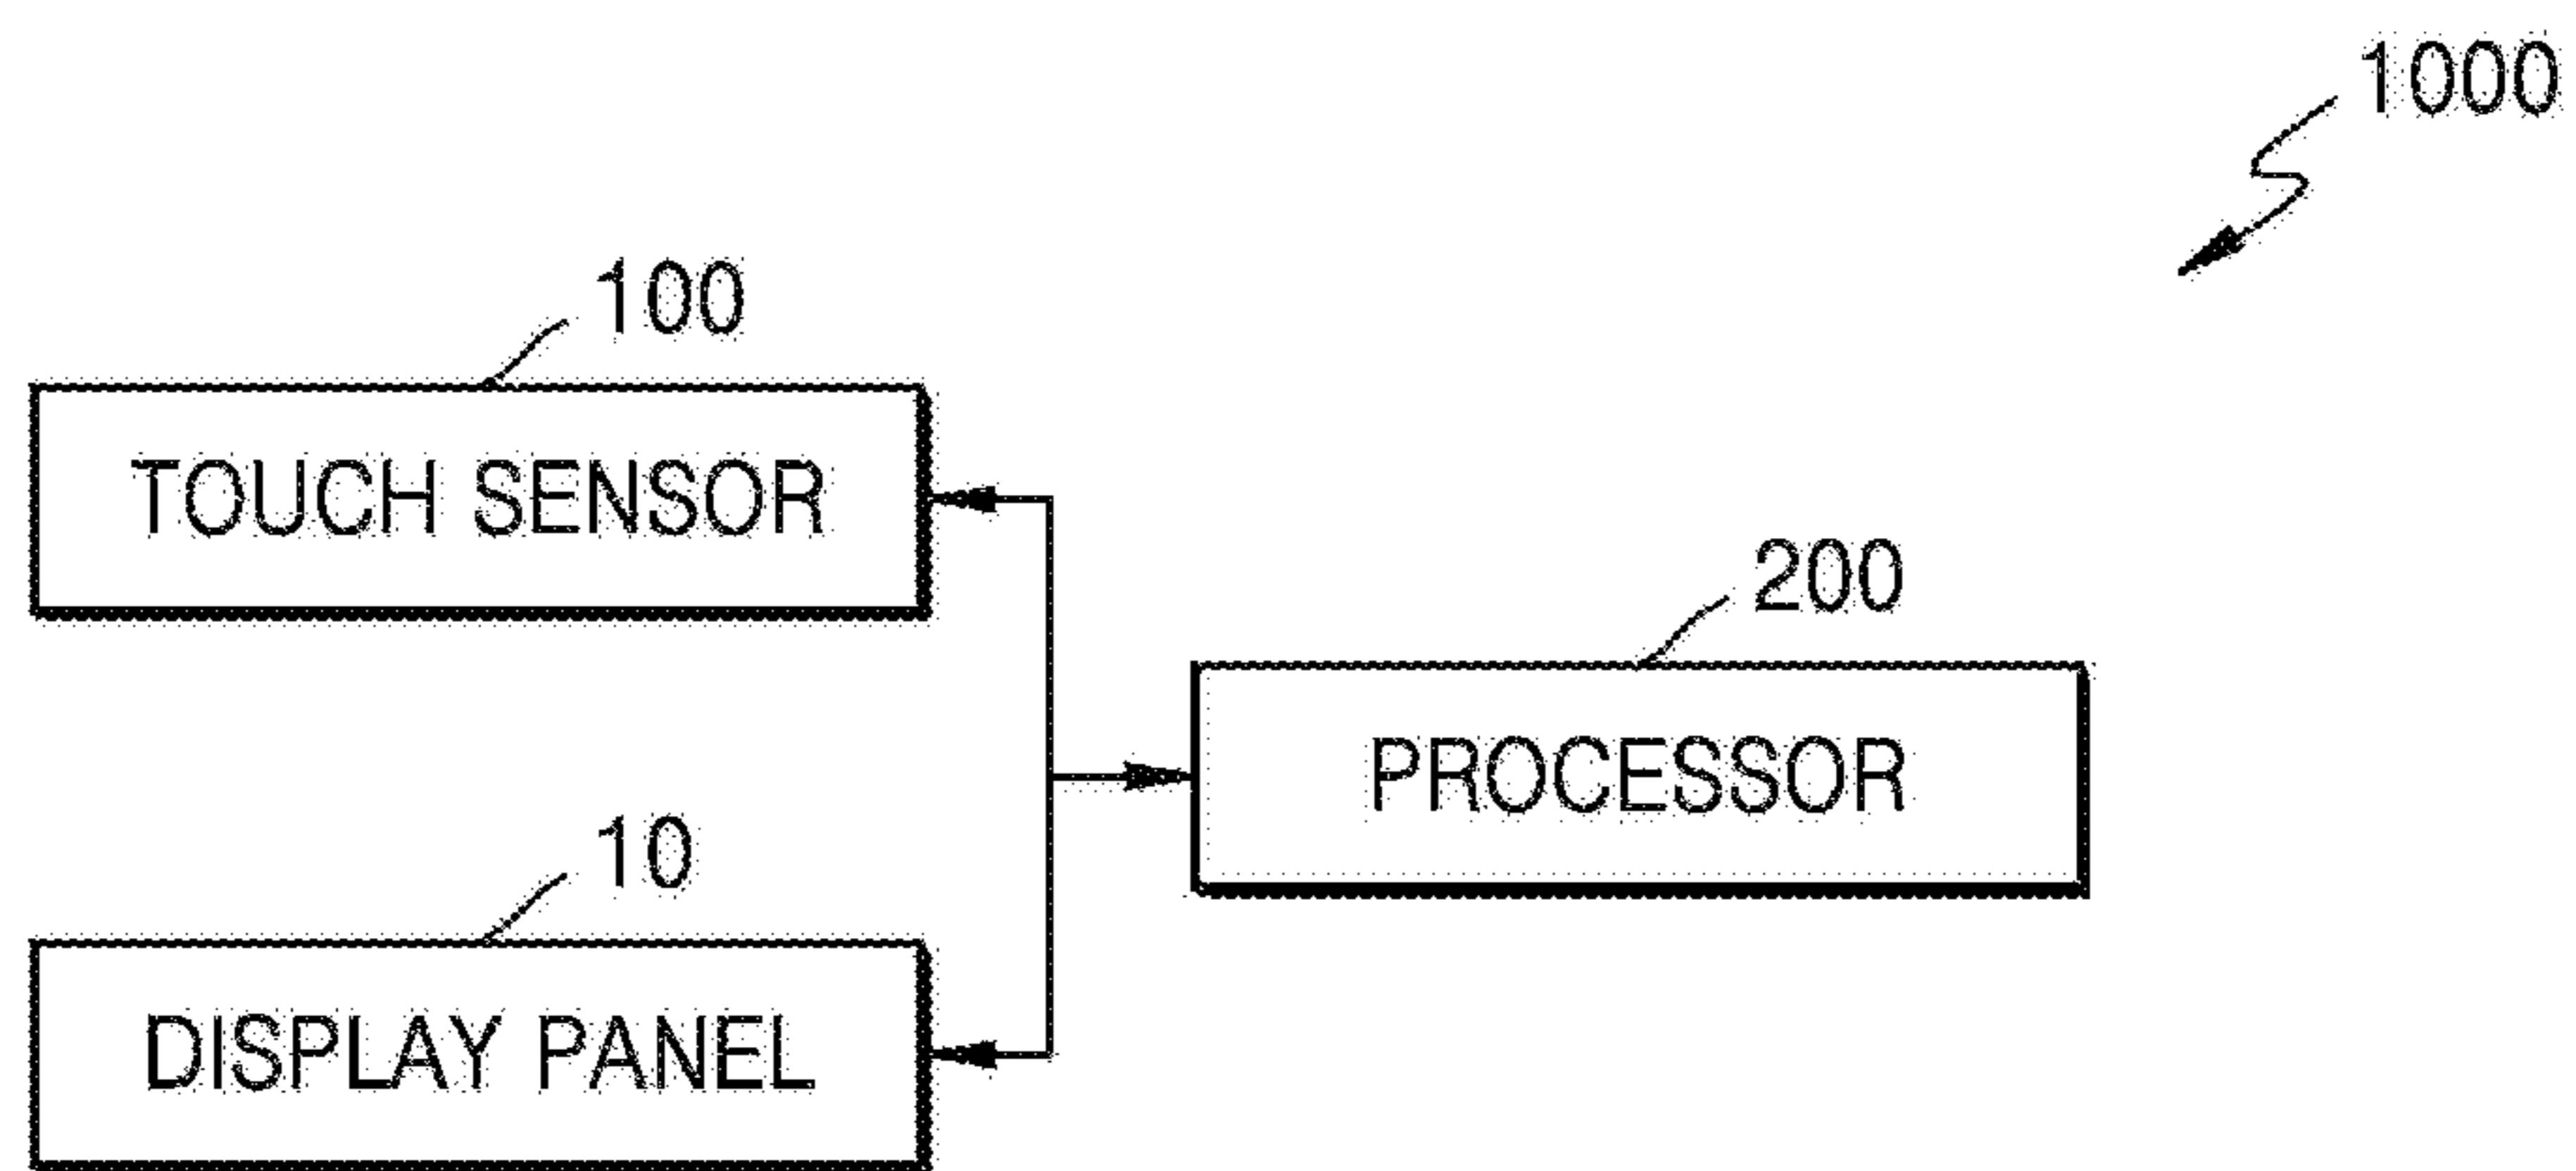 1000
100
TOUCH SENSOR
200
PROCESSOR
10
DISPLAY PANEL